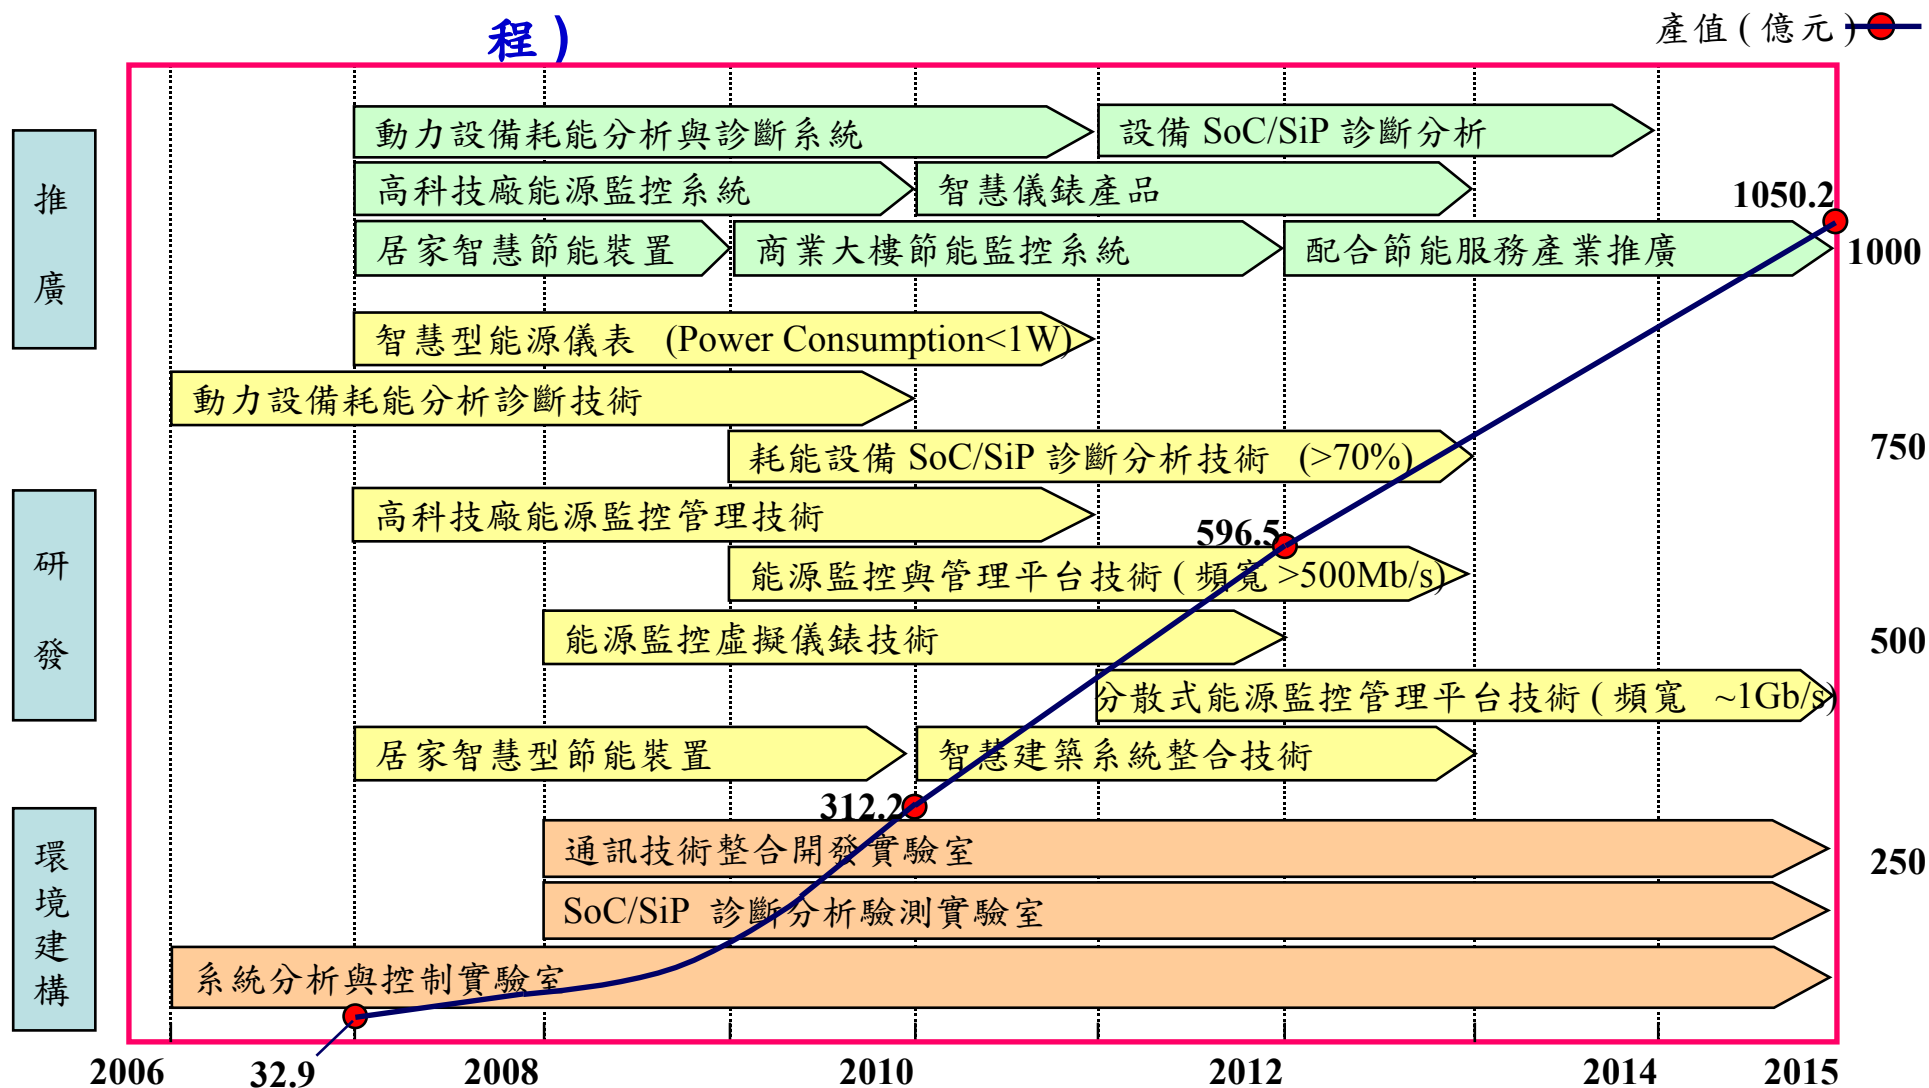 程)
產值(億元)
推
廣
動力設備耗能分析與診斷系統
設備 SoC/SiP 診斷分析
高科技廠能源監控系統
智慧儀錶產品
1050.2
居家智慧節能裝置
商業大樓節能監控系統
配合節能服務產業推廣
1000
智慧型能源儀表 (Power Consumption<1W)
動力設備耗能分析診斷技術
耗能設備 SoC/SiP 診斷分析技術 (>70%)
750
研
發
高科技廠能源監控管理技術
596.5
能源監控與管理平台技術(頻寬>500Mb/s)
能源監控虛擬儀錶技術
500
分散式能源監控管理平台技術(頻寬 ~1Gb/s)
居家智慧型節能裝置
智慧建築系統整合技術
312.2
環
境
建
構
通訊技術整合開發實驗室
250
SoC/SiP 診斷分析驗測實驗室
系統分析與控制實驗室
2006
32.9
2008
2010
2012
2014
2015